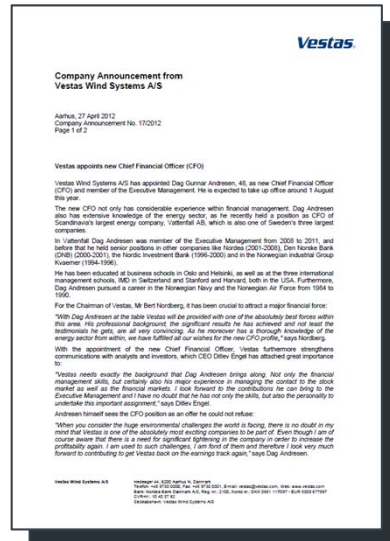 Vestas
Company Announcement from
Vestas Wind Systems A/S
Aarhus, 27 April 2012
Company Announcement No. 17/2012
Page 1 of 2
Vestas appoints new Chief Financial Officer (CFO)
Vestas Wind Systems A/S has appointed Dag Gunnar Andresen, 48, as new Chief Financial Officer
(CFO) and member of the Executive Management. He is expected to take up office around 1 August
this year.
The new CFO not only has considerable experience within financial management. Dag Andresen
also has extensive knowledge of the energy sector, as he recently held a position as CFO of
Scandinavia's largest energy company, Vattenfall AB, which is also one of Sweden's three largest
companies.
In Vattenfall Dag Andresen was member of the Executive Management from 2008 to 2011, and
before that he held senior positions in other companies like Nordea (2001-2008), Den Norske Bank
(DNB) (2000-2001), the Nordic Investment Bank (1996-2000) and in the Norwegian industrial Group
Kvaerner (1994-1996).
He has been educated at business schools in Oslo and Helsinki, as well as at the three international
management schools, IMD in Switzerland and Stanford and Harvard, both in the USA. Furthermore,
Dag Andresen pursued a career in the Norwegian Navy and the Norwegian Air Force from 1984 to
1990.
For the Chairman of Vestas, Mr Bert Nordberg, it has been crucial to attract a major financial force:
"With Dag Andresen at the table Vestas will be provided with one of the absolutely best forces within
this area. His professional background, the significant results he has achieved and not least the
testimonials he gets, are all very convincing. As he moreover has a thorough knowledge of the
energy sector from within, we have fulfilled all our wishes for the new CFO profile," says Nordberg.
With the appointment of the new Chief Financial Officer, Vestas furthermore strengthens
communications with analysts and investors, which CEO Ditlev Engel has attached great importance
to:
"Vestas needs exactly the background that Dag Andresen brings along. Not only the financial
management skills, but certainly also his major experience in managing the contact to the stock
market as well as the financial markets. I look forward to the contributions he can bring to the
Executive Management and I have no doubt that he has not only the skills, but also the personality to
undertake this important assignment," says Ditlev Engel.
Andresen himself sees the CFO position as an offer he could not refuse:
"When you consider the huge environmental challenges the world is facing, there is no doubt in my
mind that Vestas is one of the absolutely most exciting companies to be part of. Even though I am of
course aware that there is a need for significant tightening in the company in order to increase the
profitability again. I am used to such challenges, I am fond of them and therefore I look very much
forward to contributing to get Vestas back on the earnings track again," says Dag Andresen.
Vestas Wind Systems A/S
Hedeager 44, 8200 Aarhus N, Denmark